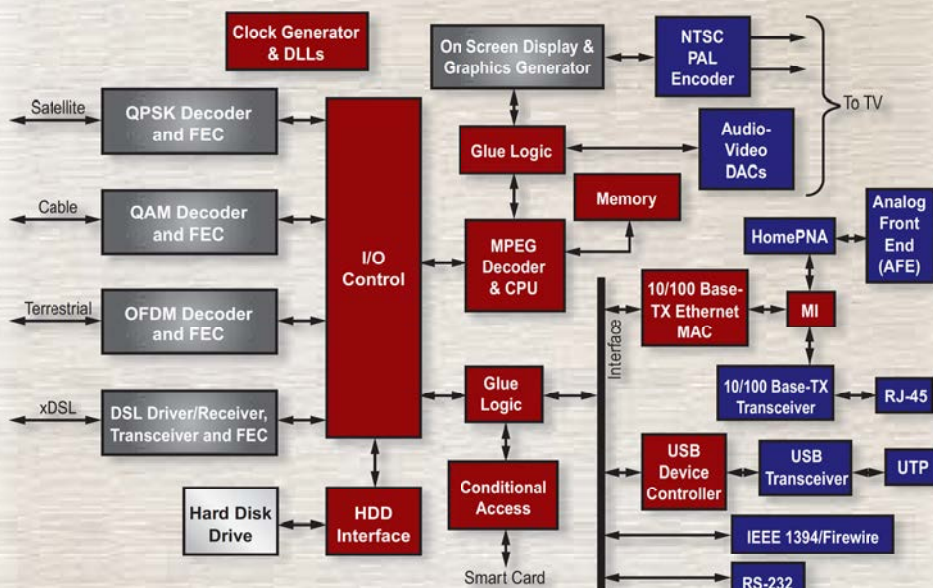 Clock Generator
& DLLs
On Screen Display &
Graphics Generator
NTSC
PAL
Encoder
To TV
Satellite
QPSK Decoder
and FEC
Glue Logic
Audio-
Video
DACs
Cable
QAM Decoder
and FEC
I/O
Control
MPEG
Decoder
& CPU
Memory
HomePNA
Analog
Front
End
(AFE)
Terrestrial
OFDM Decoder
and FEC
Interface
10/100 Base-
TX Ethernet
MAC
MI
xDSL
DSL Driver/Receiver,
Transceiver and FEC
Glue
Logic
10/100 Base-TX
Transceiver
RJ-45
USB
Device
Controller
USB
Transceiver
UTP
Hard Disk
Drive
HDD
Interface
Conditional
Access
IEEE 1394/Firewire
Smart Card
RS-232